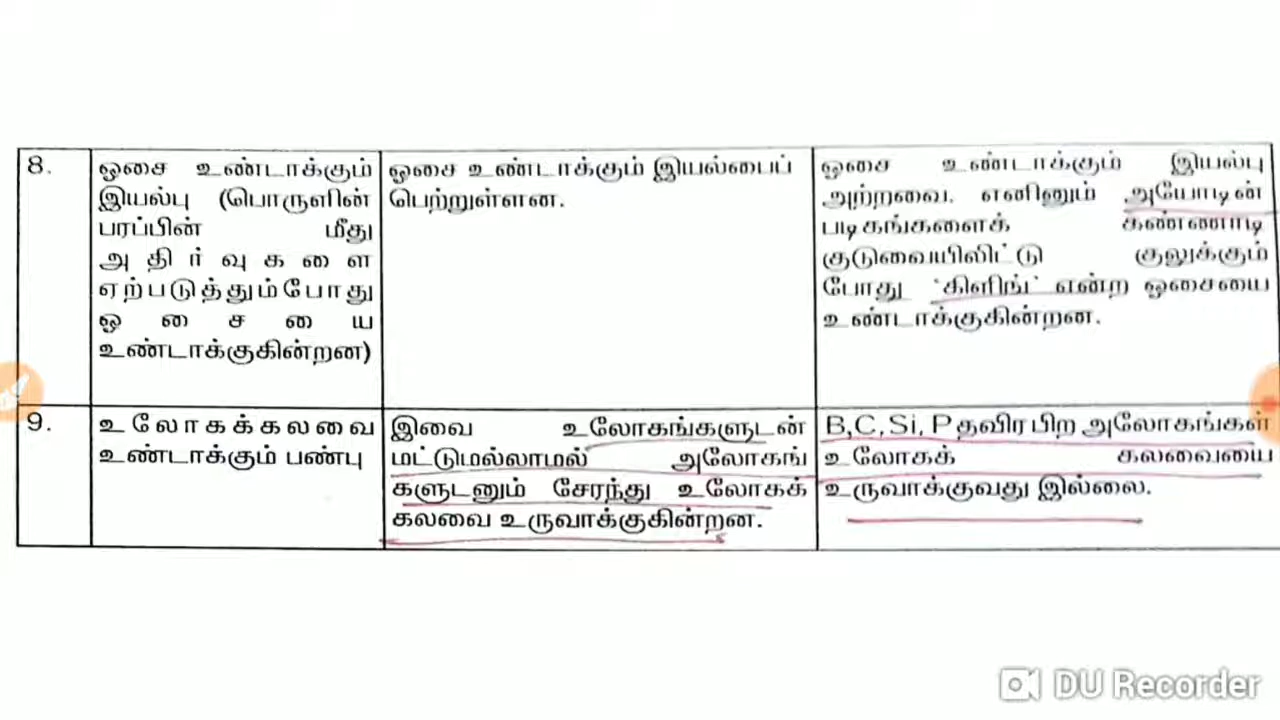 8.
ஓசை உண்டாக்கும்
இயல்பு (பொருளின்
பரப்பின் மீது
அதிர்வுகளை
ஏற்படுத்தும்போது
ஓசையை
உண்டாக்குகின்றன)
ஓசை உண்டாக்கும் இயல்பைப்
பெற்றுள்ளன.
ஓசை உண்டாக்கும் இயல்பு
அற்றவை. எனினும் அயோடின்
படிகங்களைக் கண்ணாடி
குடுவையிலிட்டு குலுக்கும்
போது 'கிளிங்' என்ற ஓசையை
உண்டாக்குகின்றன.
9.
உலோகக்கலவை
உண்டாக்கும் பண்பு
இவை உலோகங்களுடன்
மட்டுமல்லாமல் அலோகங்
களுடனும் சேரந்து உலோகக்
கலவை உருவாக்குகின்றன.
B,C,Si, P தவிர பிற அலோகங்கள்
உலோகக் கலவையை
உருவாக்குவது இல்லை.
DU Recorder